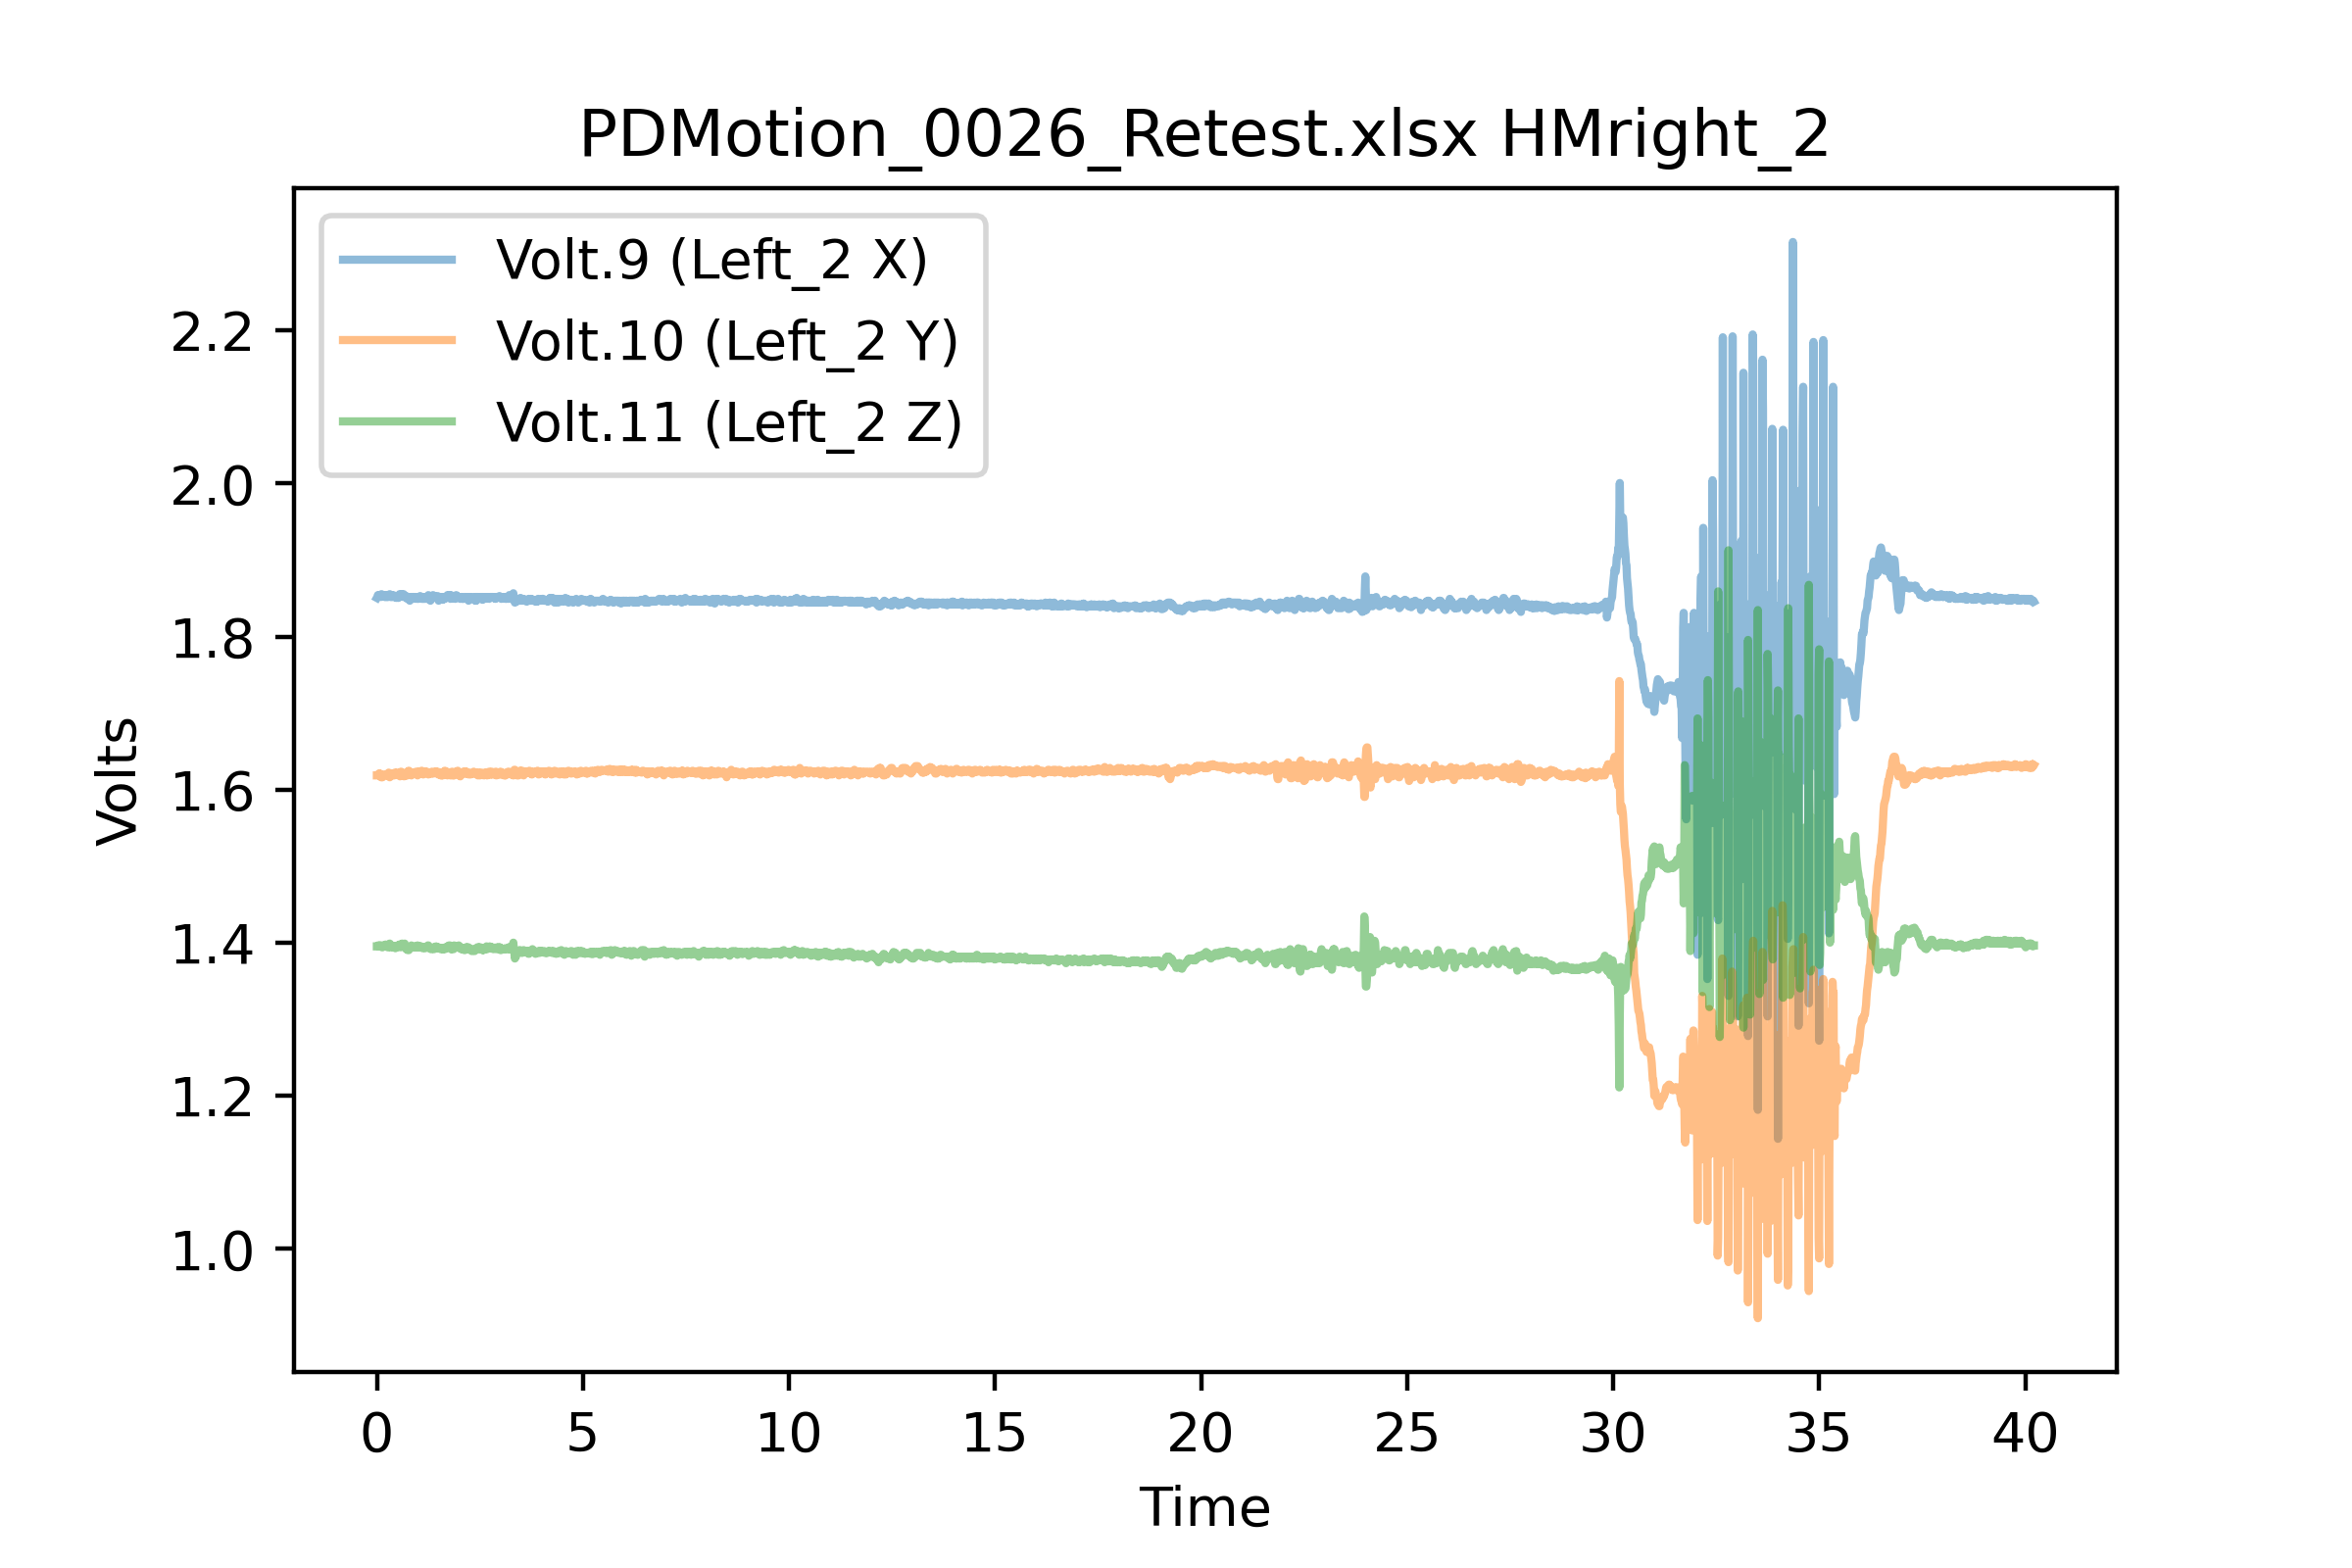 PDMotion_0026_Retest.xlsx HMright_2
Volt.9 (Left_2 X)
Volt.10 (Left_2 Y)
Volt.11 (Left_2 Z)
Volts
2.2
2.0
1.8
1.6
1.4
1.2
1.0
0 5 10 15 20 25 30 35 40
Time